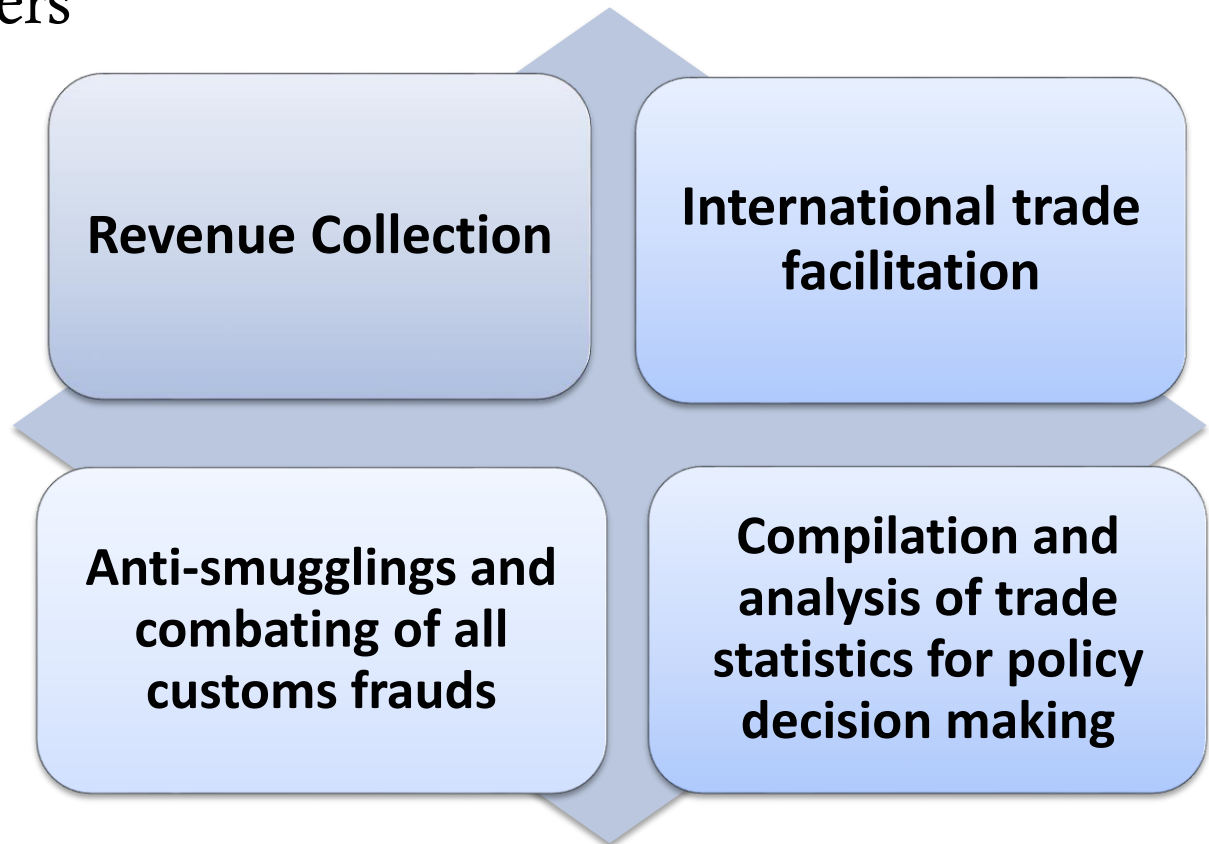 Revenue Collection
International trade
facilitation
Anti-smugglings and
combating of all
customs frauds
Compilation and
analysis of trade
statistics for policy
decision making